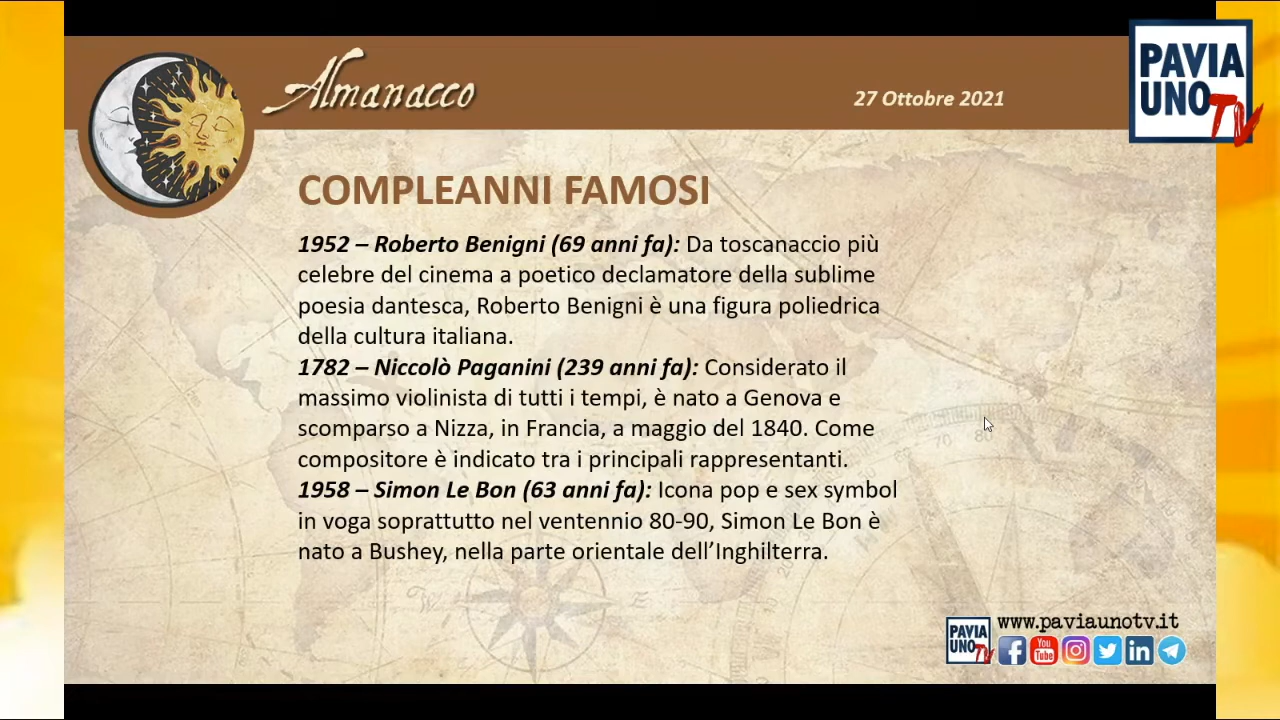 Almanacco
27 Ottobre 2021
PAVIA
UNO TV
COMPLEANNI FAMOSI
1952 – Roberto Benigni (69 anni fa): Da toscanaccio più
celebre del cinema a poetico declamatore della sublime
poesia dantesca, Roberto Benigni è una figura poliedrica
della cultura italiana.
1782 – Niccolò Paganini (239 anni fa): Considerato il
massimo violinista di tutti i tempi, è nato a Genova e
scomparso a Nizza, in Francia, a maggio del 1840. Come
compositore è indicato tra i principali rappresentanti.
1958 – Simon Le Bon (63 anni fa): Icona pop e sex symbol
in voga soprattutto nel ventennio 80-90, Simon Le Bon è
nato a Bushey, nella parte orientale dell’Inghilterra.
70 80
W E
www.paviaunotv.it
PAVIA
UNO TV
You
Tube